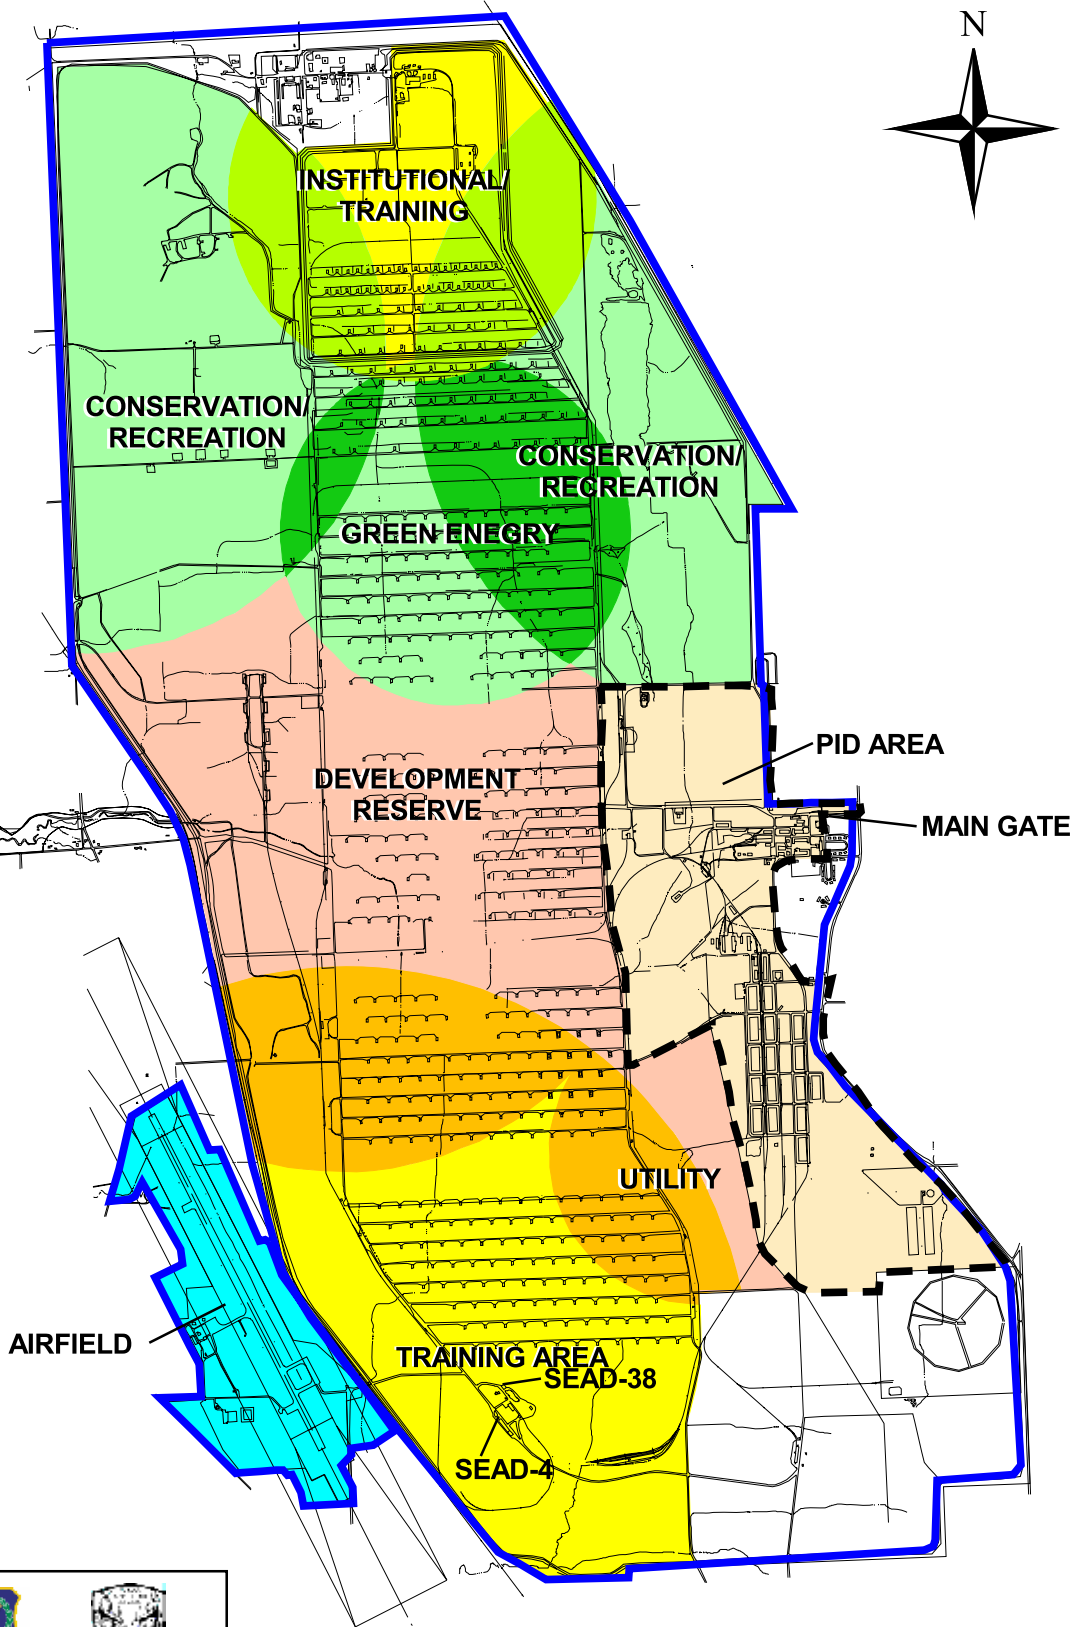 N
INSTITUTIONAL/
TRAINING
CONSERVATION/
RECREATION
CONSERVATION/
RECREATION
GREEN ENEGRY
PID AREA
DEVELOPMENT
RESERVE
MAIN GATE
UTILITY
AIRFIELD
TRAINING AREA
SEAD-38
SEAD-4